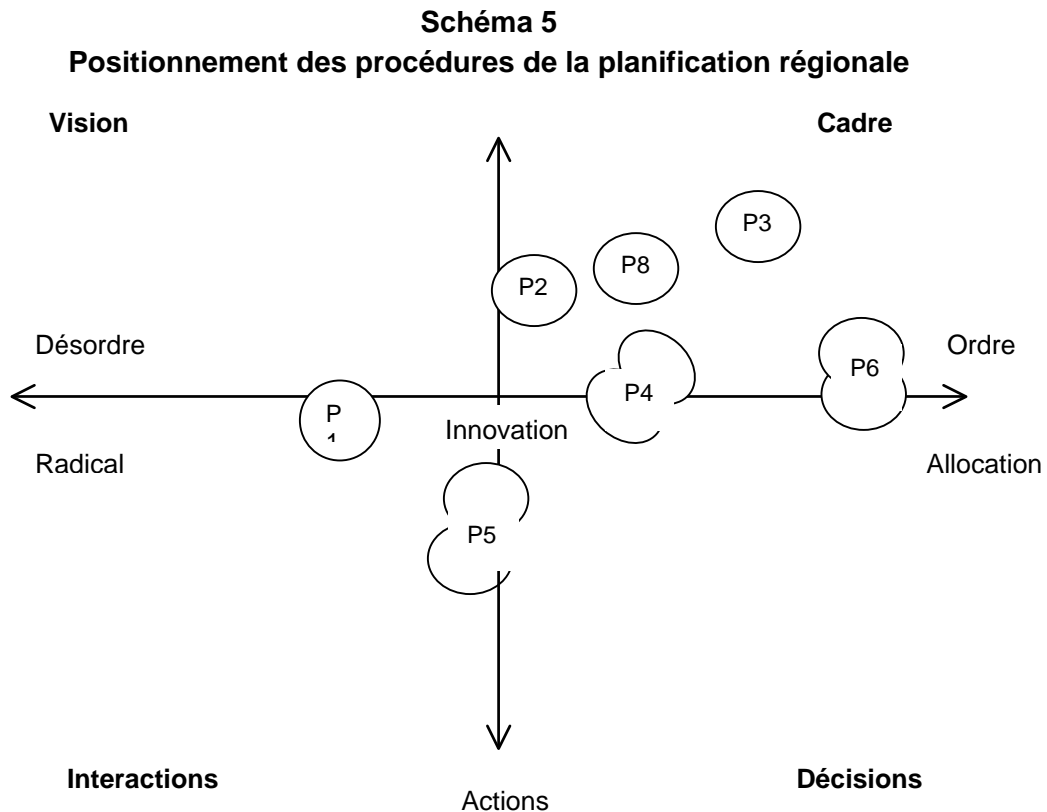 Schéma 5
Positionnement des procédures de la planification régionale
Vision
Cadre
P3
P8
P2
Désordre
Ordre
P6
P4
P
1
Innovation
Radical
Allocation
P5
Interactions
Décisions
Actions